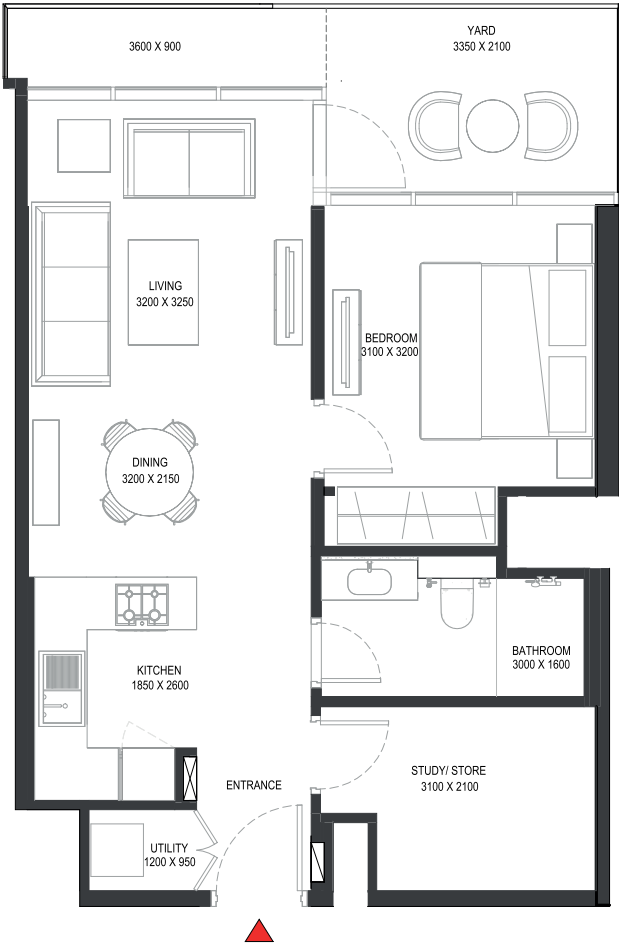 YARD
3600 X 900
3350 X 2100
LIVING
3200 X 3250
BEDROOM
3100 X 3200
DINING
3200 X 2150
KITCHEN
1850 X 2600
BATHROOM
3000 X 1600
STUDY/ STORE
3100 X 2100
ENTRANCE
UTILITY
1200 X 950